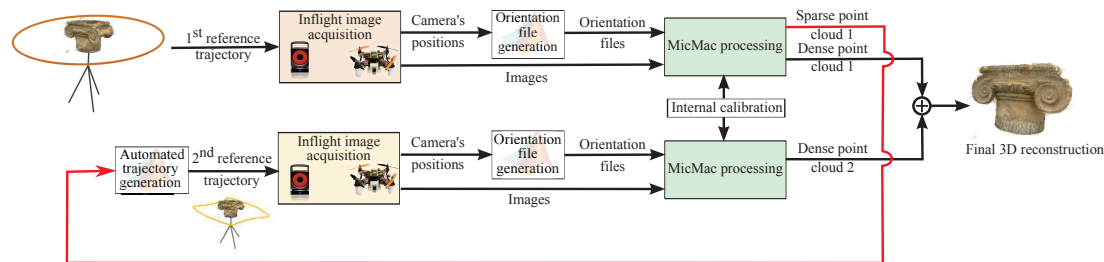 1st reference
trajectory
Inflight image
acquisition
Camera's
positions
Orientation
file
generation
Orientation
files
Images
MicMac processing
Sparse point
cloud 1
Dense point
cloud 1
Internal calibration
Final 3D reconstruction
Automated
trajectory
generation
2nd reference
trajectory
Inflight image
acquisition
Camera's
positions
Orientation
file
generation
Orientation
files
Images
MicMac processing
Dense point
cloud 2